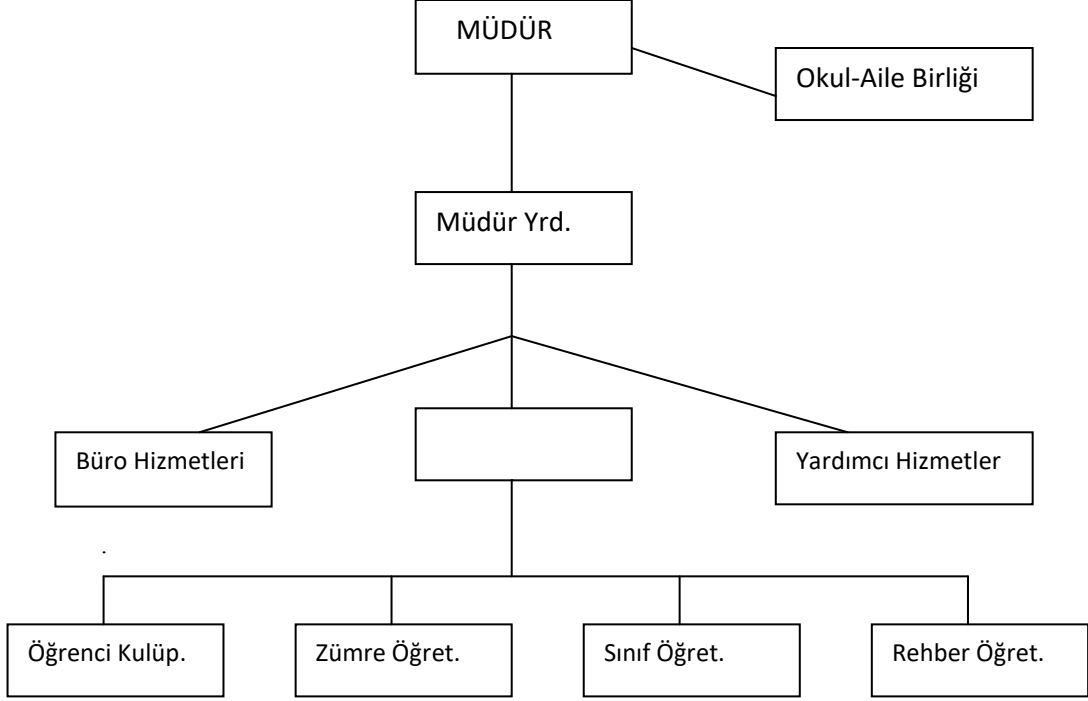 MÜDÜR
Okul-Aile Birliği
Müdür Yrd.
Büro Hizmetleri
Yardımcı Hizmetler
.
Öğrenci Kulüp.
Zümre Öğret.
Sınıf Öğret.
Rehber Öğret.